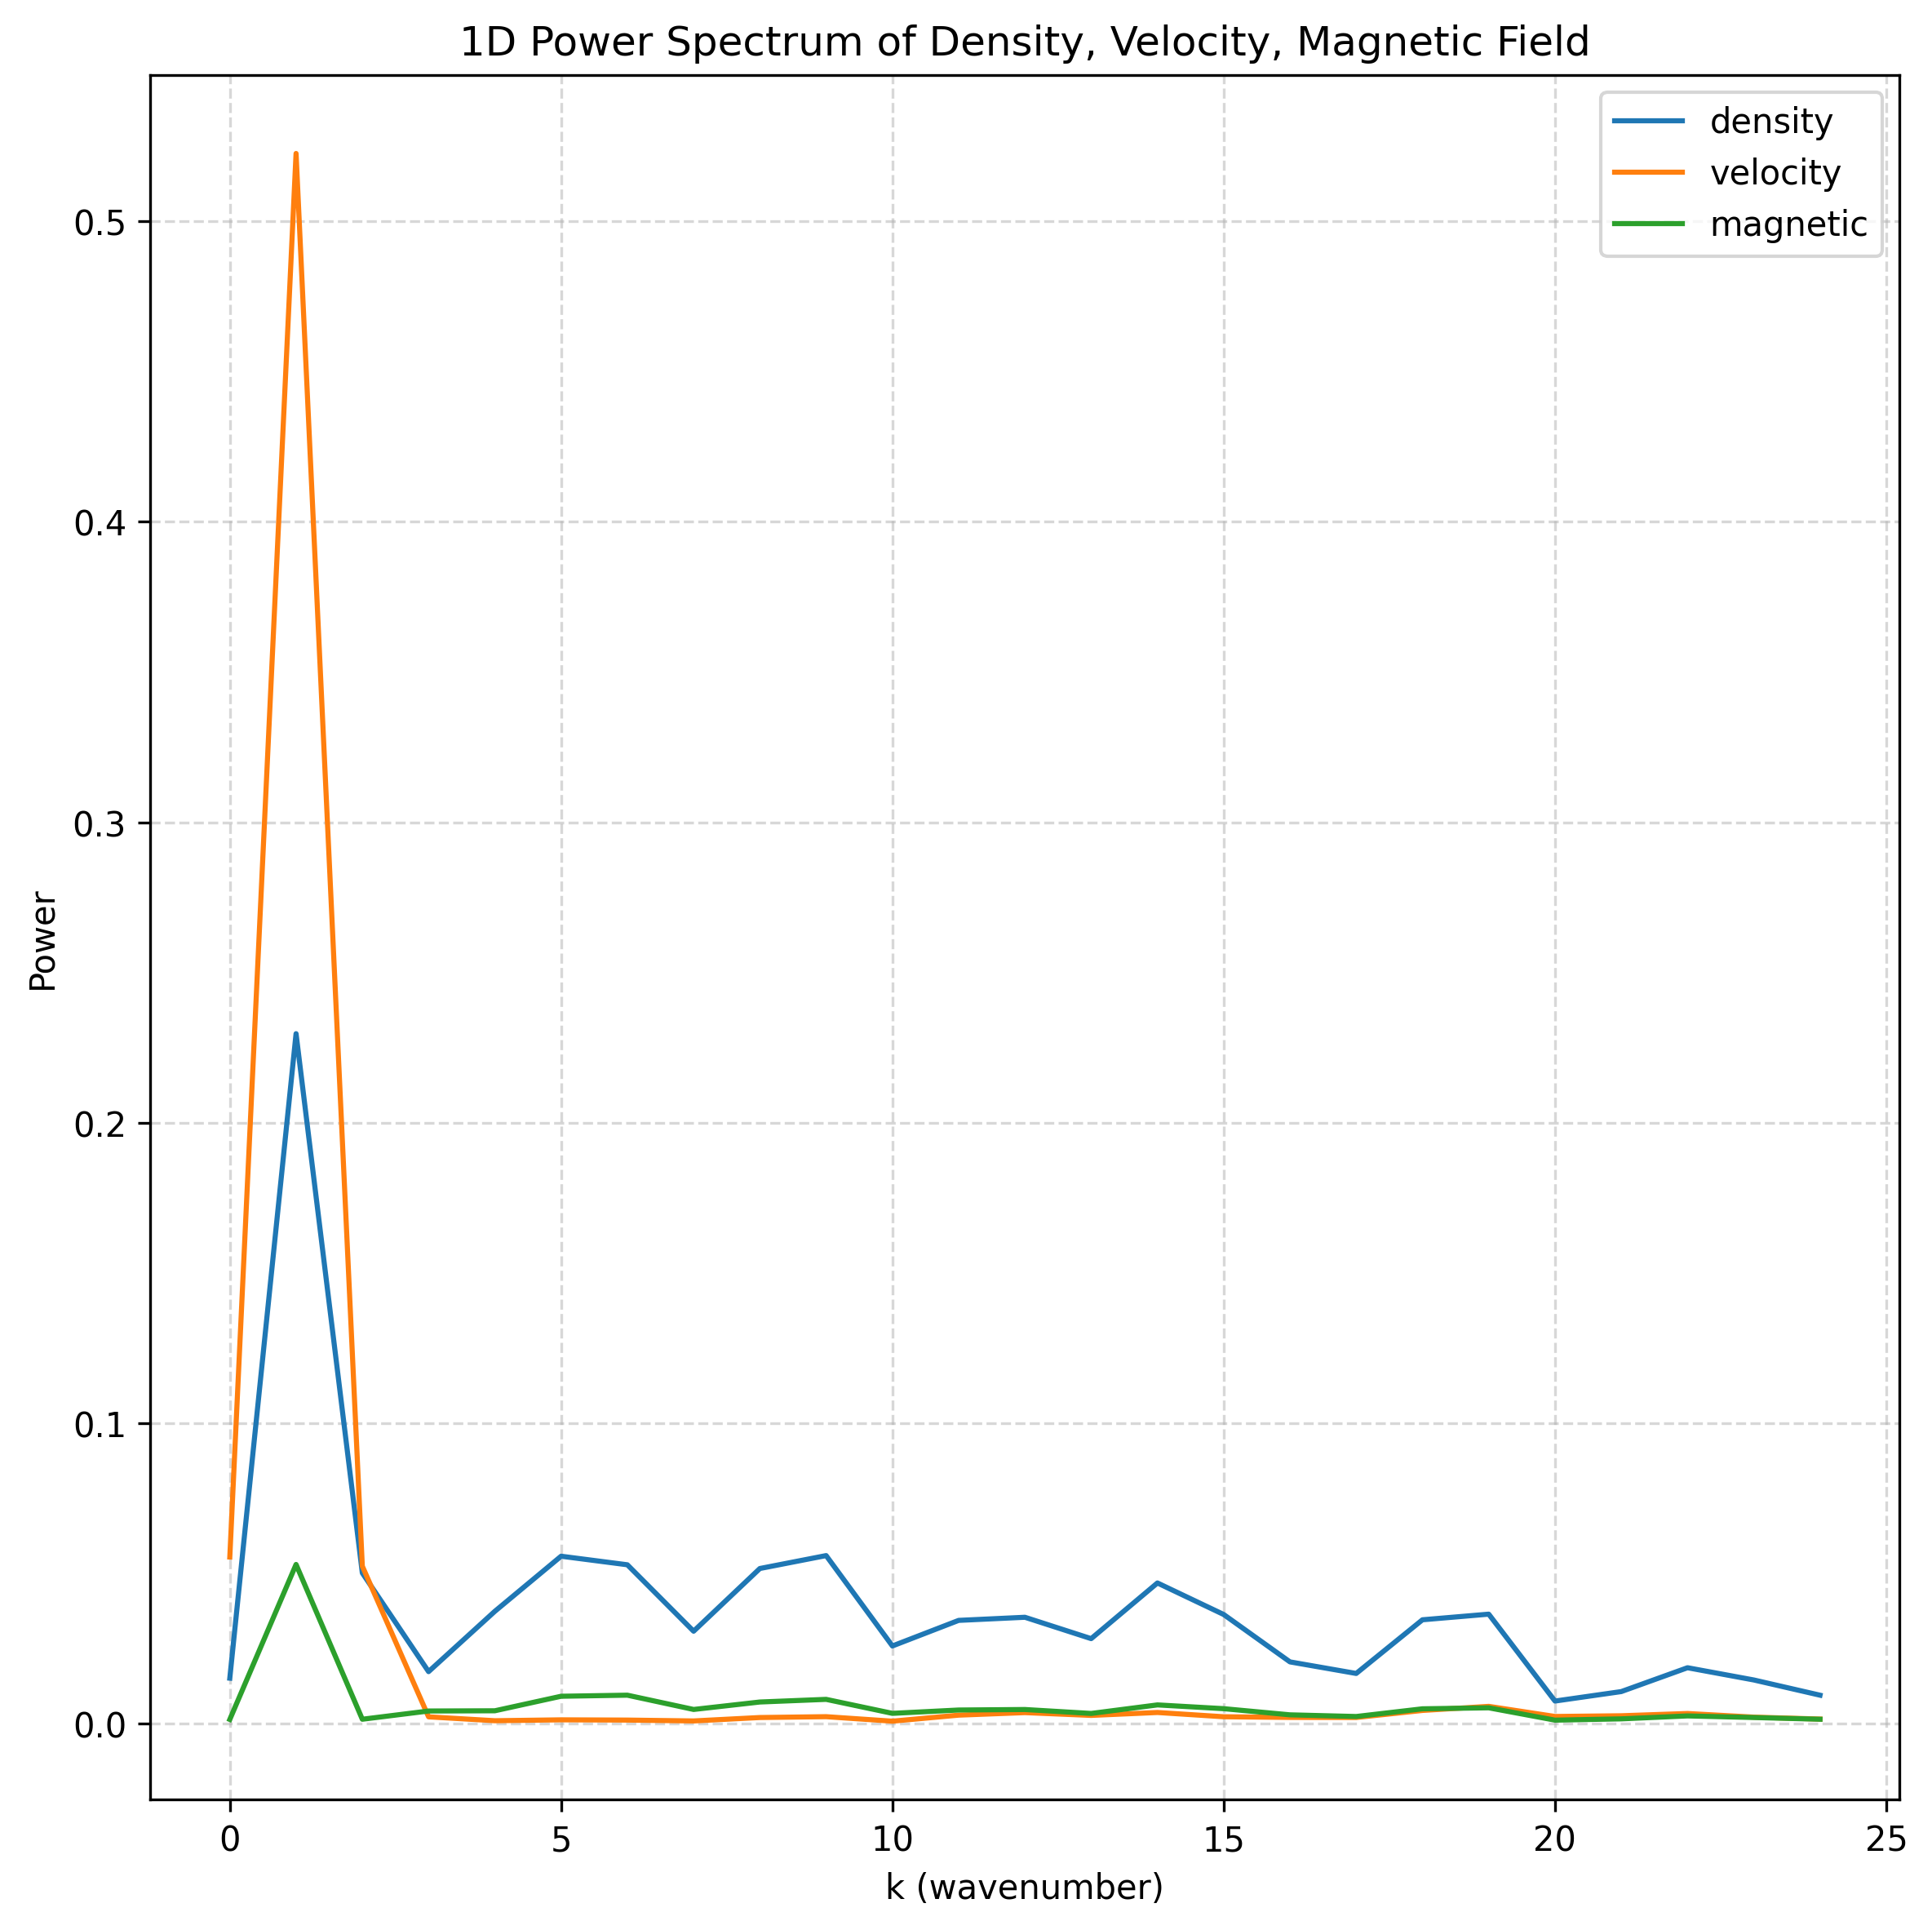 1D Power Spectrum of Density, Velocity, Magnetic Field
density
velocity
magnetic
0.5
0.4
0.3
0.2
0.1
0.0
Power
0 5 10 15 20 25
k (wavenumber)